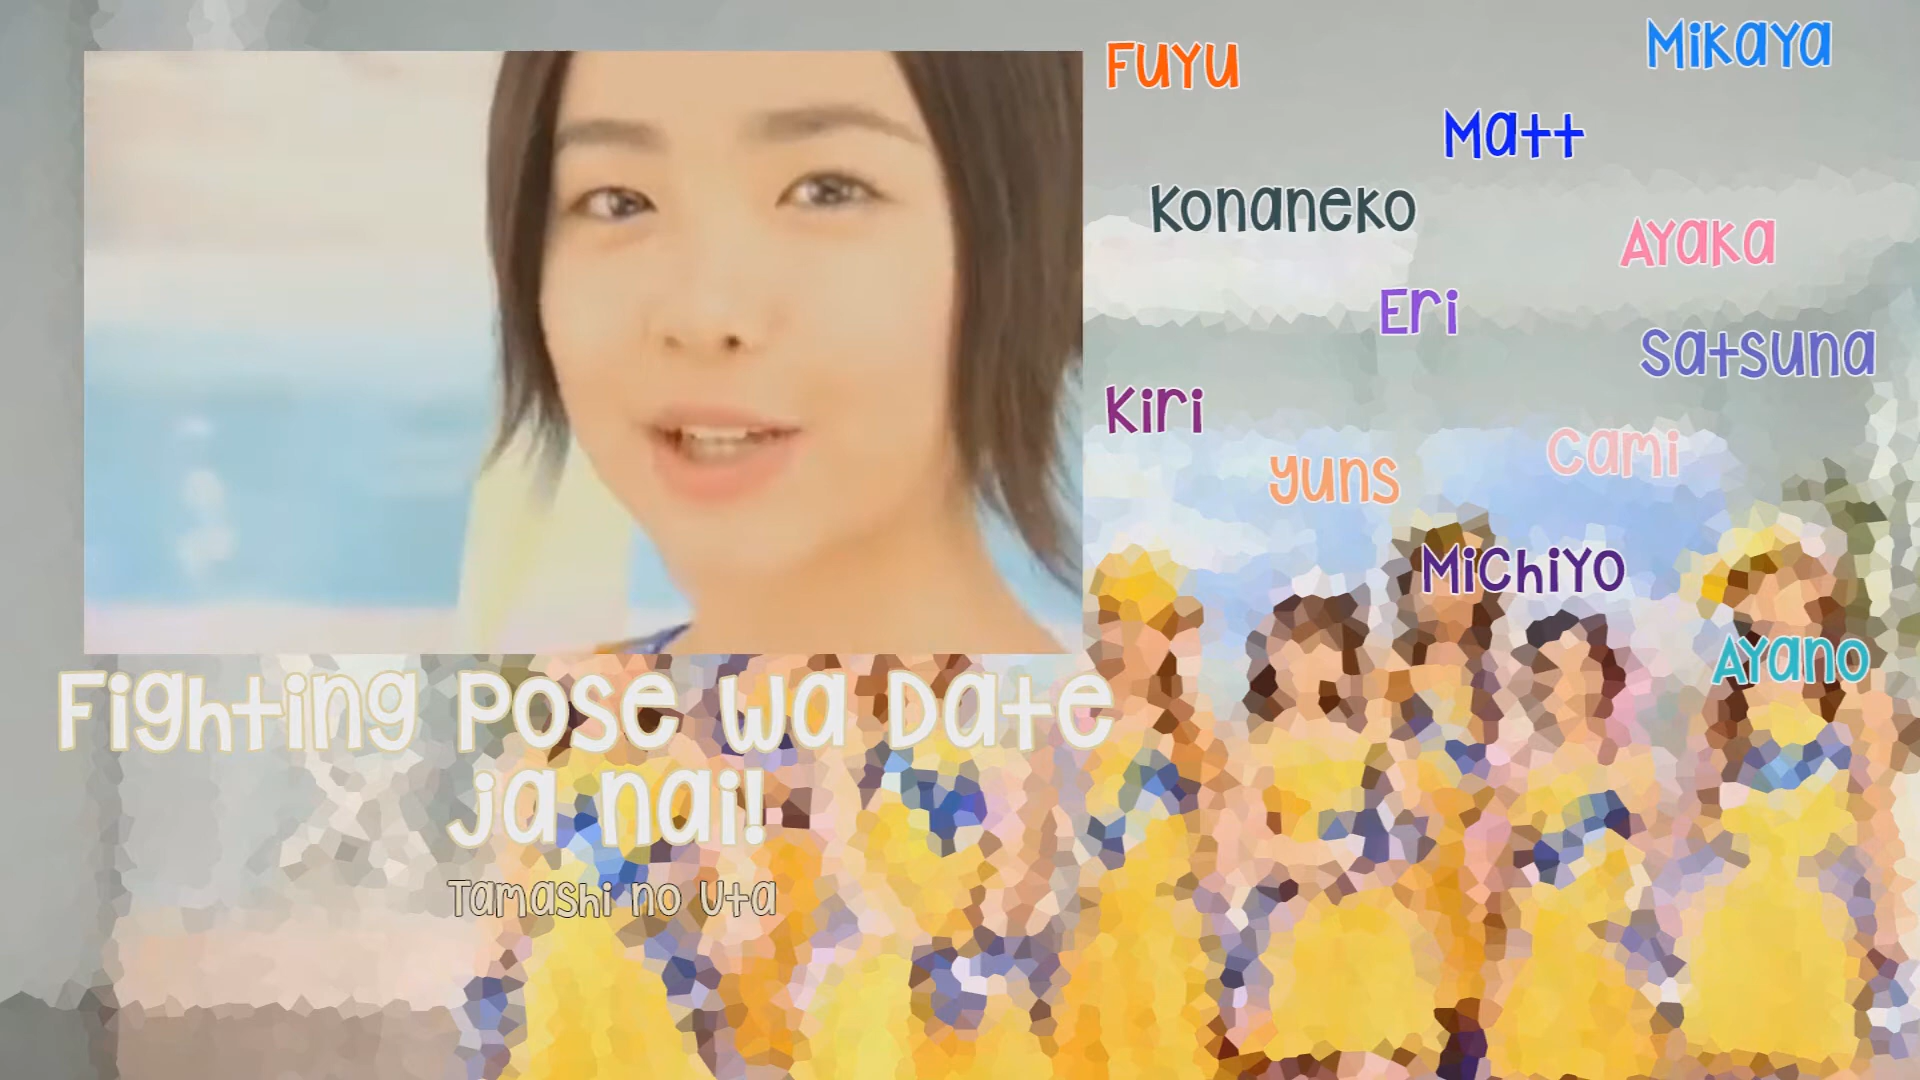 Fuyu
Mikaya
Matt
Konaneko
Ayaka
Eri
Satsuna
Kiri
Cami
yuns
Michiyo
Ayano
Fighting Pose wa Date
ja nai!
Tamashi no Uta